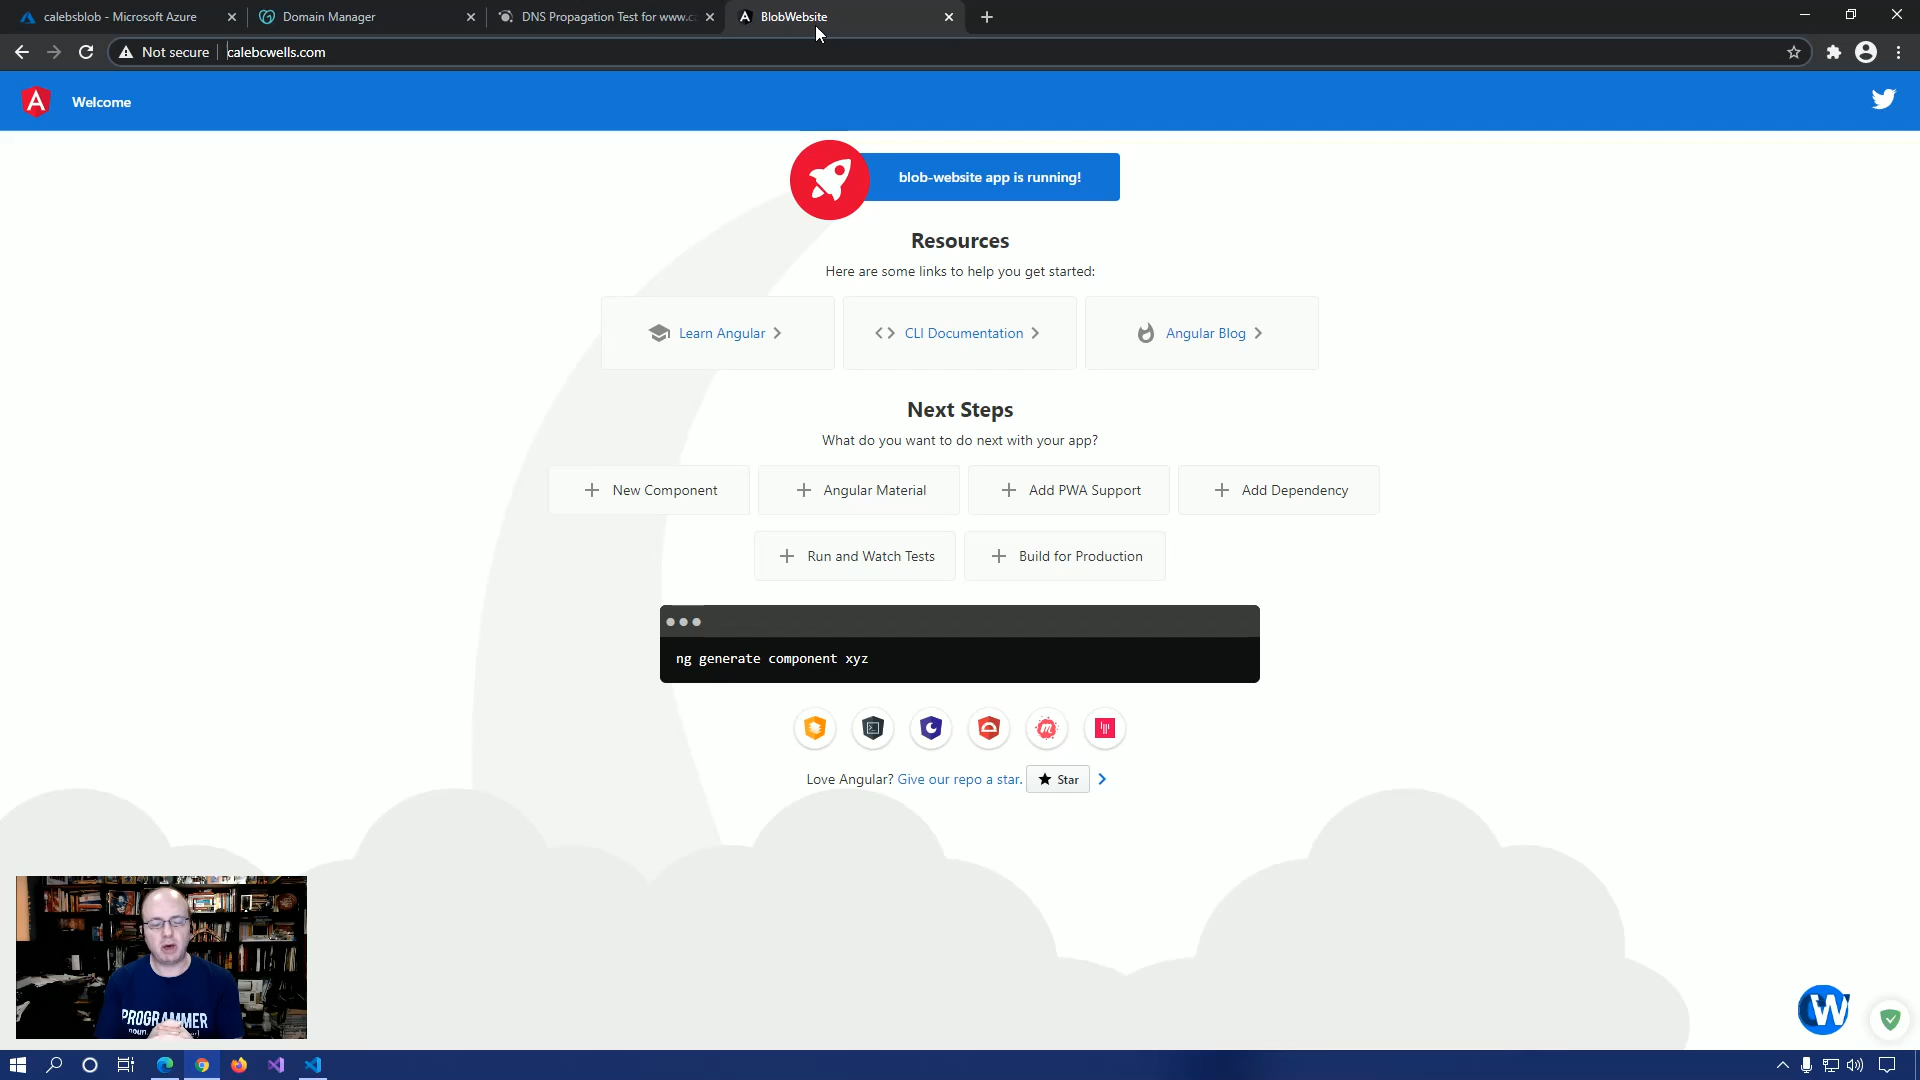 calebsblob - Microsoft Azure
Domain Manager
DNS Propagation Test for www.c
BlobWebsite
Not secure
calebcwells.com
Welcome
blob-website app is running!
Resources
Here are some links to help you get started:
Learn Angular
CLI Documentation
Angular Blog
Next Steps
What do you want to do next with your app?
New Component
Angular Material
Add PWA Support
Add Dependency
Run and Watch Tests
Build for Production
ng generate component xyz
Love Angular? Give our repo a star.
Star
PROGRAMMER
W